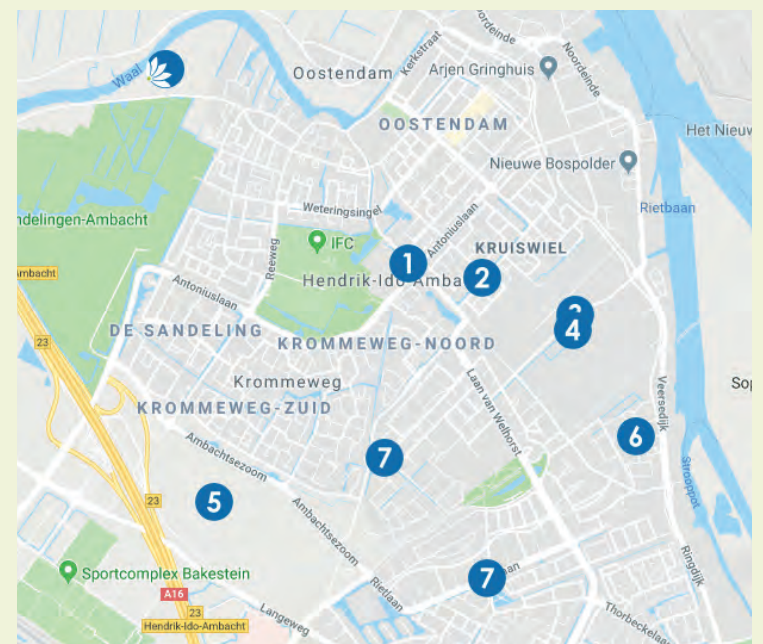 Noordeinde
Kerkstraat
Waal
Oostendam
Arjen Gringhuis
Noordeinde
OOSTENDAM
Het Nieuw
Nieuwe Bospolder
Rietbaan
Weteringsingel
Antoniuslaan
ndelingen-Ambacht
IFC
Reeweg
KRUISWIEL
1
2
Hendrik-Ido-Amba
Ambacht
Antoniuslaan
3
4
DE SANDELING
KROMMEWEG-NOORD
23
Krommeweg
Laan van Welhorst
Veersedijk
Sop
KROMMEWEG-ZUID
6
Ambachtsezoom
7
Strooppot
5
23
Ambachtsezoom
Ringdijk
Sportcomplex Bakestein
7
aan
Rietlaan
A16
23
Hendrik-Ido-Ambacht
Langeweg
Thorbeckelaan